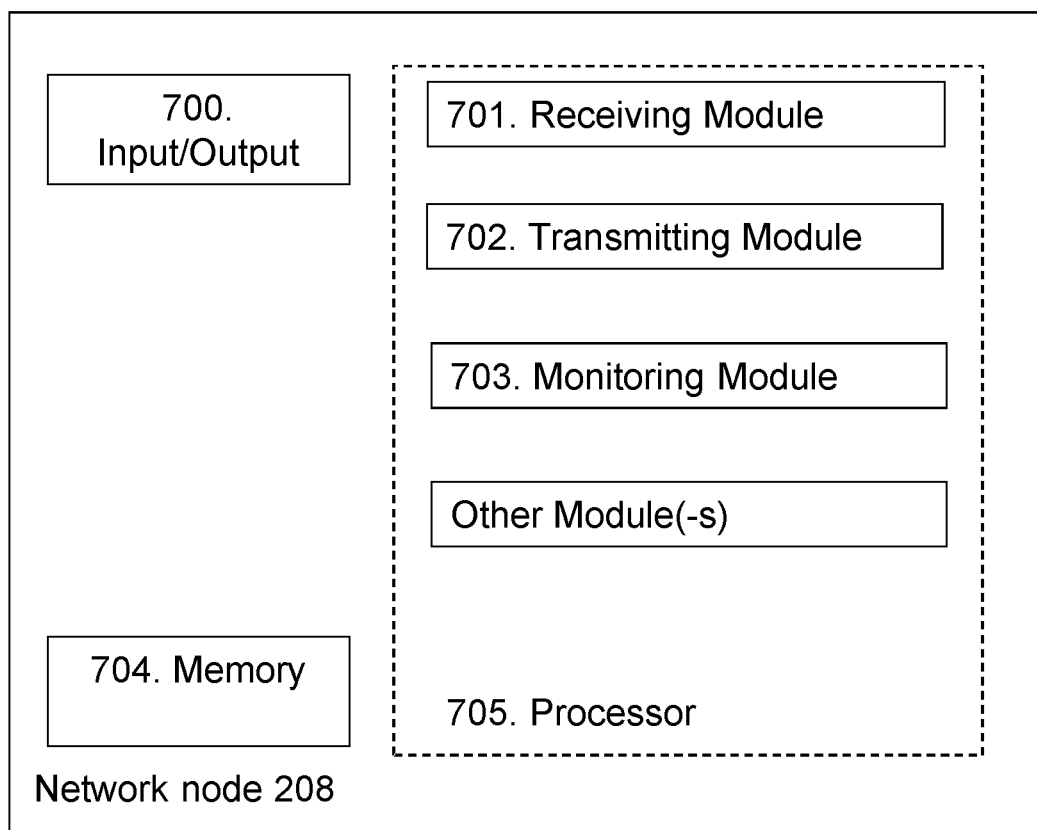 700.
Input/Output
701. Receiving Module
702. Transmitting Module
703. Monitoring Module
Other Module(-s)
704. Memory
705. Processor
Network node 208